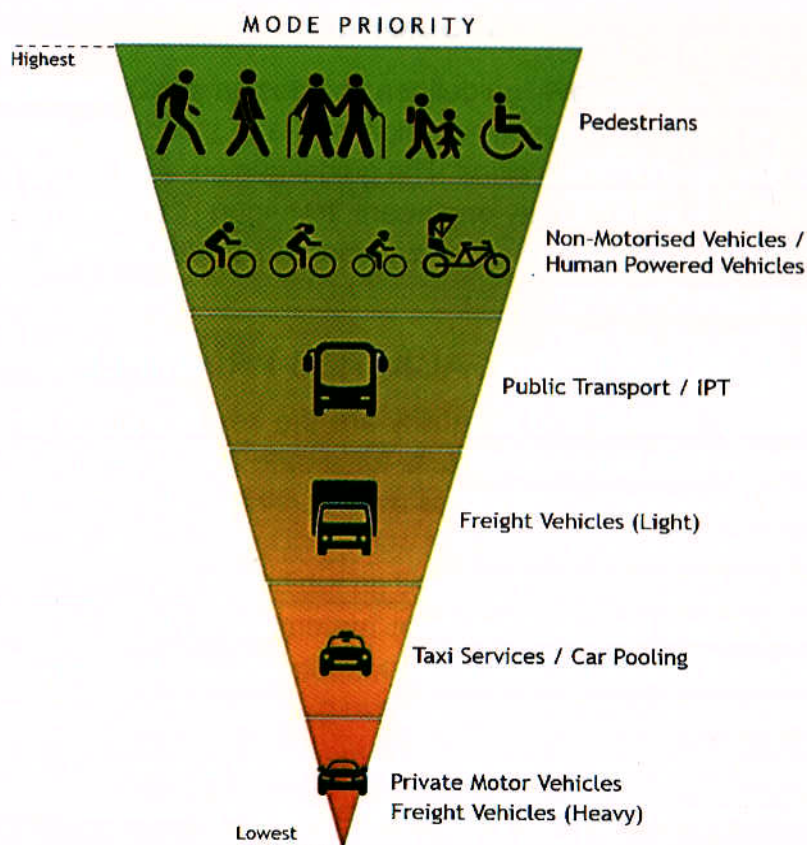 MODE PRIORITY
Highest
Pedestrians
Non-Motorised Vehicles /
Human Powered Vehicles
Public Transport / IPT
Freight Vehicles (Light)
Taxi Services / Car Pooling
Private Motor Vehicles
Freight Vehicles (Heavy)
Lowest